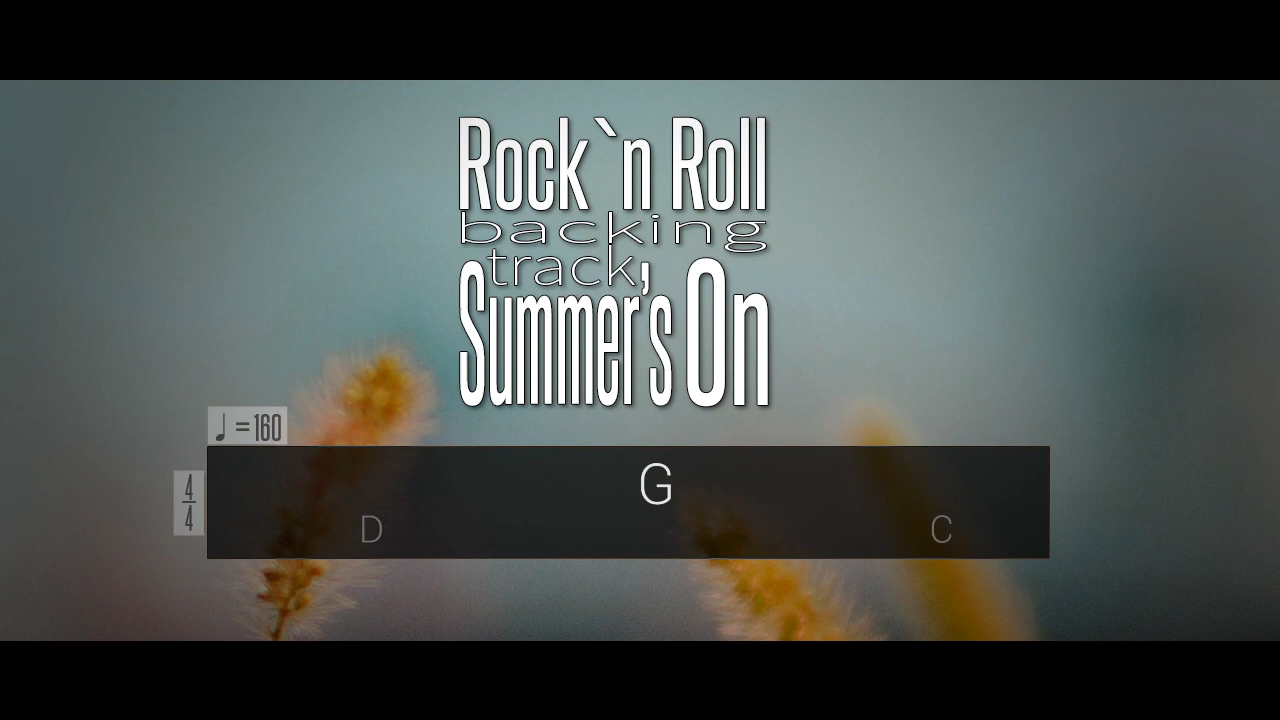 Rock `n Roll
backing
track,
Summer's On
♩ = 160
4
4
G
D
C